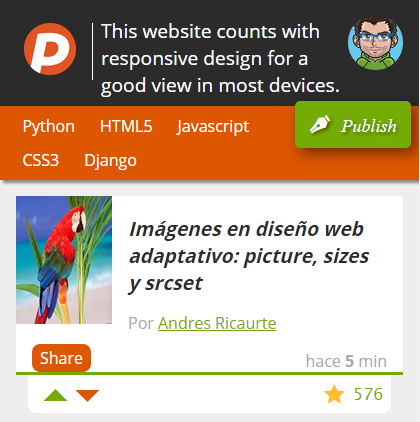 This website counts with
responsive design for a
good view in most devices.
Python HTML5 Javascript
Publish
CSS3 Django
Imágenes en diseño web
adaptativo: picture, sizes
y srcset
Por Andres Ricaurte
Share
hace 5 min
576